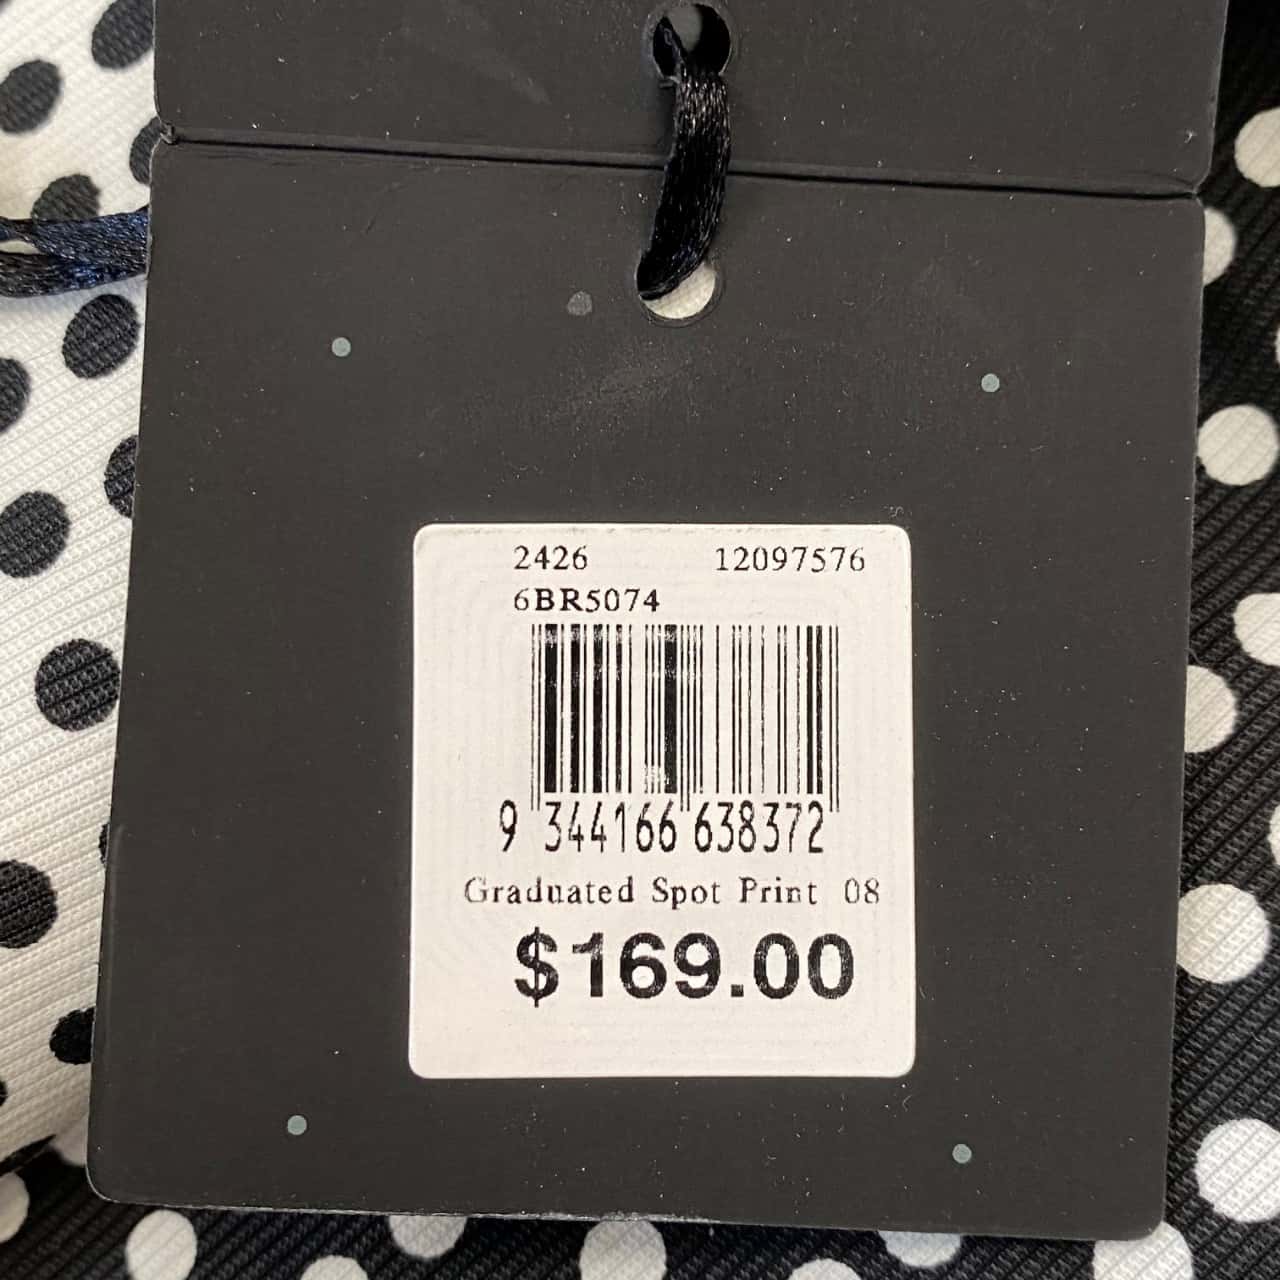 2426 12097576
6BR5074
9 344166 638372
Graduated Spot Print 08
$169.00